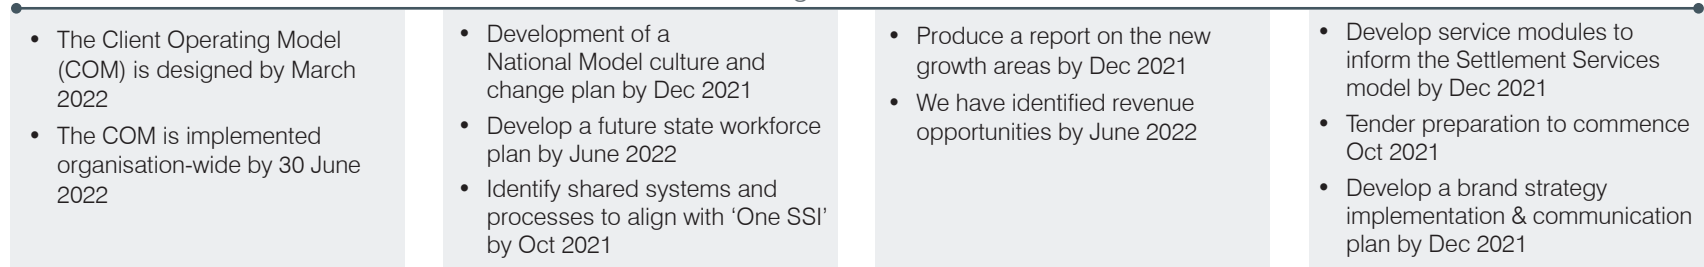 • The Client Operating Model
(COM) is designed by March
2022
• The COM is implemented
organisation-wide by 30 June
2022
• Development of a
National Model culture and
change plan by Dec 2021
• Develop a future state workforce
plan by June 2022
• Identify shared systems and
processes to align with ‘One SSI’
by Oct 2021
• Produce a report on the new
growth areas by Dec 2021
• We have identified revenue
opportunities by June 2022
• Develop service modules to
inform the Settlement Services
model by Dec 2021
• Tender preparation to commence
Oct 2021
• Develop a brand strategy
implementation & communication
plan by Dec 2021